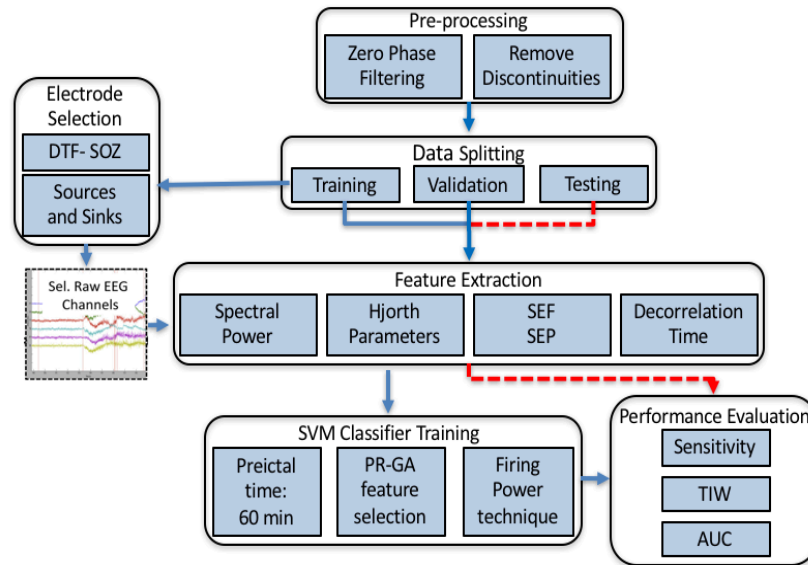 Pre-processing
Zero Phase
Filtering
Remove
Discontinuities
Electrode
Selection
DTF- SOZ
Sources
and Sinks
Data Splitting
Training
Validation
Testing
Sel. Raw EEG
Channels
Feature Extraction
Spectral
Power
Hjorth
Parameters
SEF
SEP
Decorrelation
Time
SVM Classifier Training
Preictal
time:
60 min
PR-GA
feature
selection
Firing
Power
technique
Performance Evaluation
Sensitivity
TIW
AUC